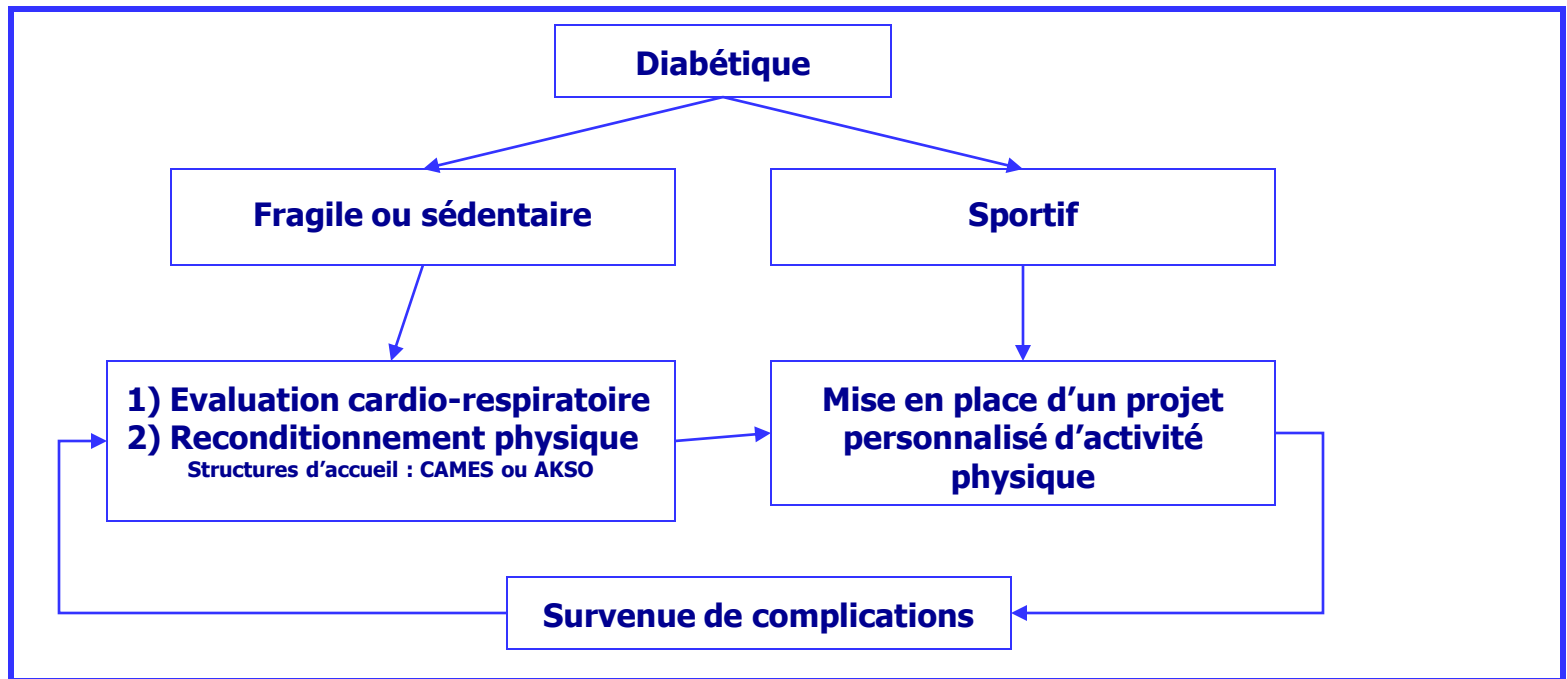 Diabétique
Fragile ou sédentaire
Sportif
1) Evaluation cardio-respiratoire
2) Reconditionnement physique
Structures d’accueil : CAMES ou AKSO
Mise en place d’un projet
personnalisé d’activité
physique
Survenue de complications